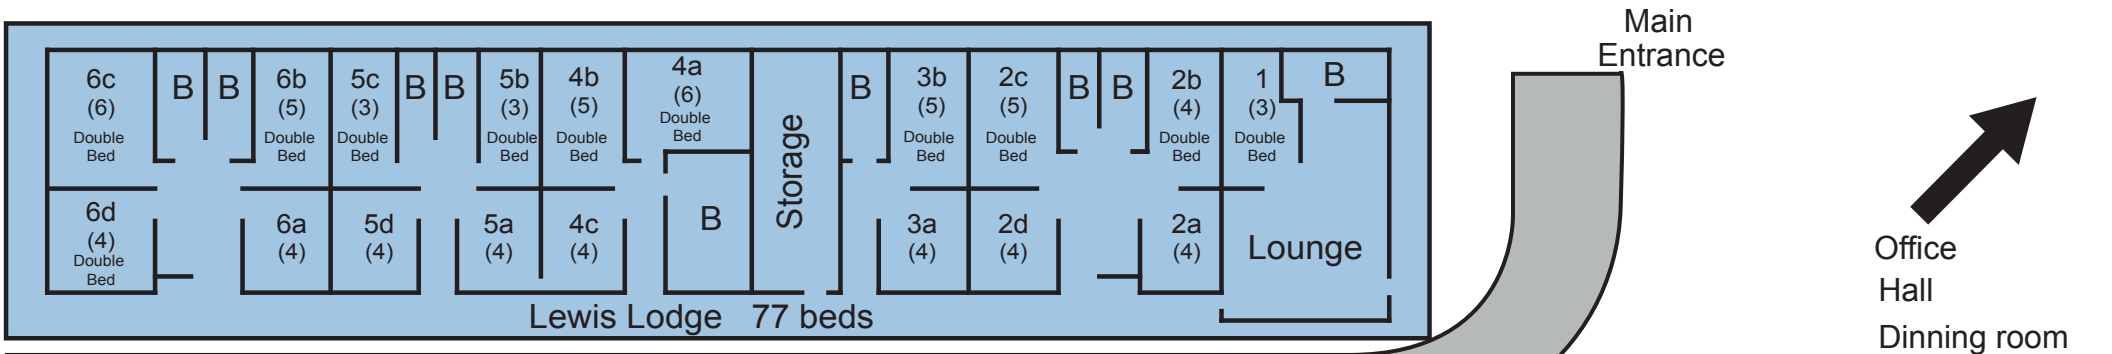 Main
Entrance
6c
(6)
Double
Bed
B
B
6b
(5)
Double
Bed
5c
(3)
Double
Bed
B
B
5b
(3)
Double
Bed
4b
(5)
Double
Bed
4a
(6)
Double
Bed
Storage
B
3b
(5)
Double
Bed
2c
(5)
Double
Bed
B
B
2b
(4)
Double
Bed
1
(3)
Double
Bed
B
6d
(4)
Double
Bed
6a
(4)
5d
(4)
5a
(4)
4c
(4)
B
3a
(4)
2d
(4)
2a
(4)
Lounge
Lewis Lodge 77 beds
Office
Hall
Dinning room